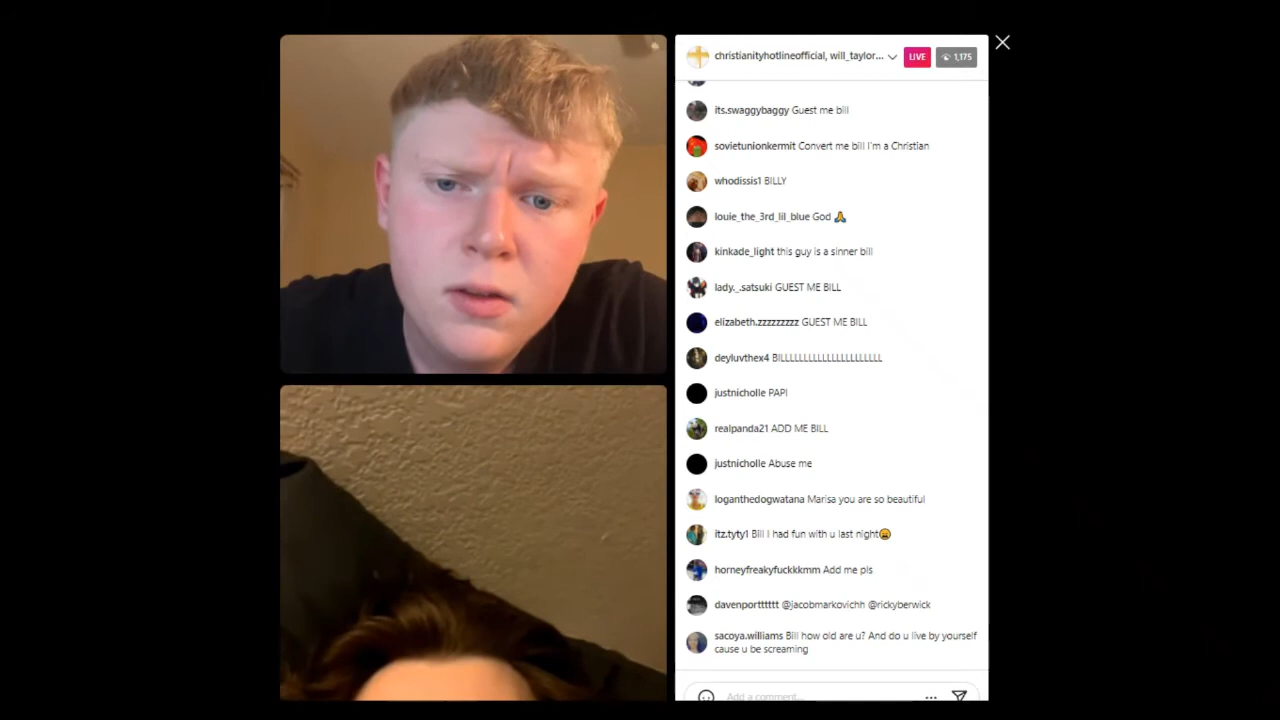 christianityhotlineofficial, will_taylor...
LIVE
1,175
its.swaggybaggy Guest me bill
sovietunionkermit Convert me bill I'm a Christian
whodissis1 BILLY
louie_the_3rd_lil_blue God 🙏
kinkade_light this guy is a sinner bill
lady._.satsuki GUEST ME BILL
elizabeth.zzzzzzzzz GUEST ME BILL
deyluvthex4 BILLLLLLLLLLLLLLLLLLLLLL
justnicholle PAPI
realpanda21 ADD ME BILL
justnicholle Abuse me
loganthedogwatana Marisa you are so beautiful
itz.tyty1 Bill I had fun with u last night😩
horneyfreakyfuckkkmm Add me pls
davenportttttt @jacobmarkovichh @rickyberwick
sacoya.williams Bill how old are u? And do u live by yourself
cause u be screaming
Add a comment...